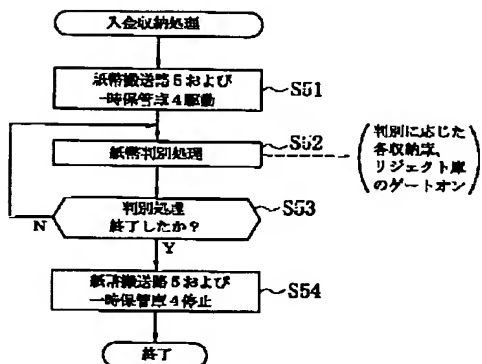 入金収納処理
紙幣搬送路5および
一時保管庫4駆動
S51
紙幣判別処理
S52
判別に応じた
各収納庫、
リジェクト庫
のゲートオン
判別処理
終了したか?
S53
N
Y
紙幣搬送路5および
一時保管庫4停止
S54
終了